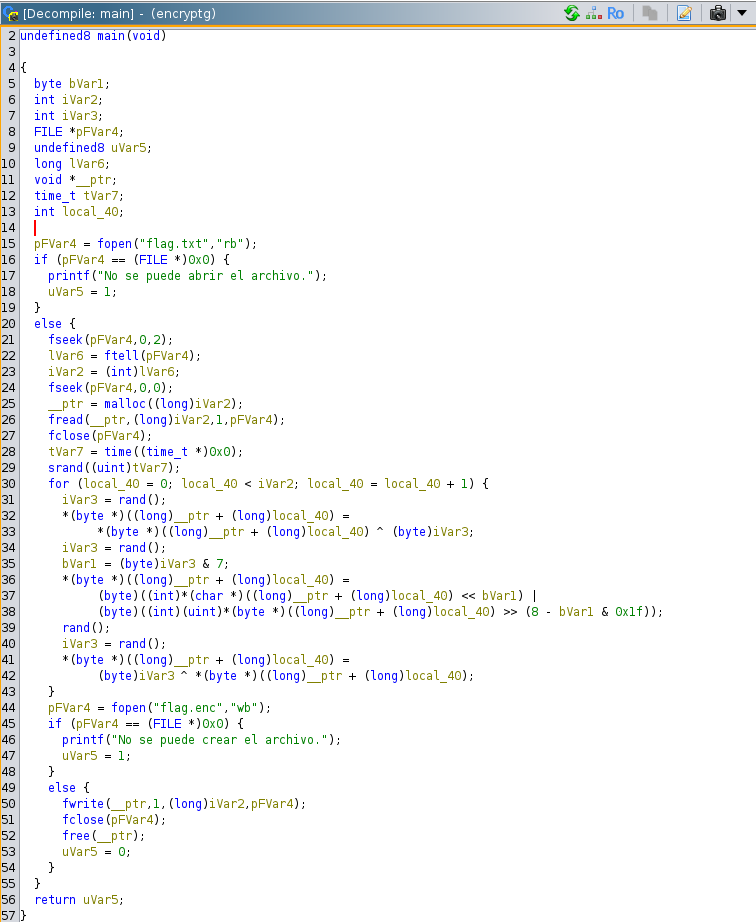 [Decompile: main] - (encryptg)
Ro
2 undefined8 main(void)
3
4 {
5 byte bVar1;
6 int iVar2;
7 int iVar3;
8 FILE *pFVar4;
9 undefined8 uVar5;
10 long lVar6;
11 void *__ptr;
12 time_t tVar7;
13 int local_40;
14
15 pFVar4 = fopen("flag.txt","rb");
16 if (pFVar4 == (FILE *)0x0) {
17 printf("No se puede abrir el archivo.");
18 uVar5 = 1;
19 }
20 else {
21 fseek(pFVar4,0,2);
22 lVar6 = ftell(pFVar4);
23 iVar2 = (int)lVar6;
24 fseek(pFVar4,0,0);
25 __ptr = malloc((long)iVar2);
26 fread(__ptr,(long)iVar2,1,pFVar4);
27 fclose(pFVar4);
28 tVar7 = time((time_t *)0x0);
29 srand((uint)tVar7);
30 for (local_40 = 0; local_40 < iVar2; local_40 = local_40 + 1) {
31 iVar3 = rand();
32 *(byte *)((long)__ptr + (long)local_40) =
33 *(byte *)((long)__ptr + (long)local_40) ^ (byte)iVar3;
34 iVar3 = rand();
35 bVar1 = (byte)iVar3 & 7;
36 *(byte *)((long)__ptr + (long)local_40) =
37 (byte)((int)*(char *)((long)__ptr + (long)local_40) << bVar1) |
38 (byte)((int)(uint)*(byte *)((long)__ptr + (long)local_40) >> (8 - bVar1 & 0x1f));
39 rand();
40 iVar3 = rand();
41 *(byte *)((long)__ptr + (long)local_40) =
42 (byte)iVar3 ^ *(byte *)((long)__ptr + (long)local_40);
43 }
44 pFVar4 = fopen("flag.enc","wb");
45 if (pFVar4 == (FILE *)0x0) {
46 printf("No se puede crear el archivo.");
47 uVar5 = 1;
48 }
49 else {
50 fwrite(__ptr,1,(long)iVar2,pFVar4);
51 fclose(pFVar4);
52 free(__ptr);
53 uVar5 = 0;
54 }
55 }
56 return uVar5;
57 }